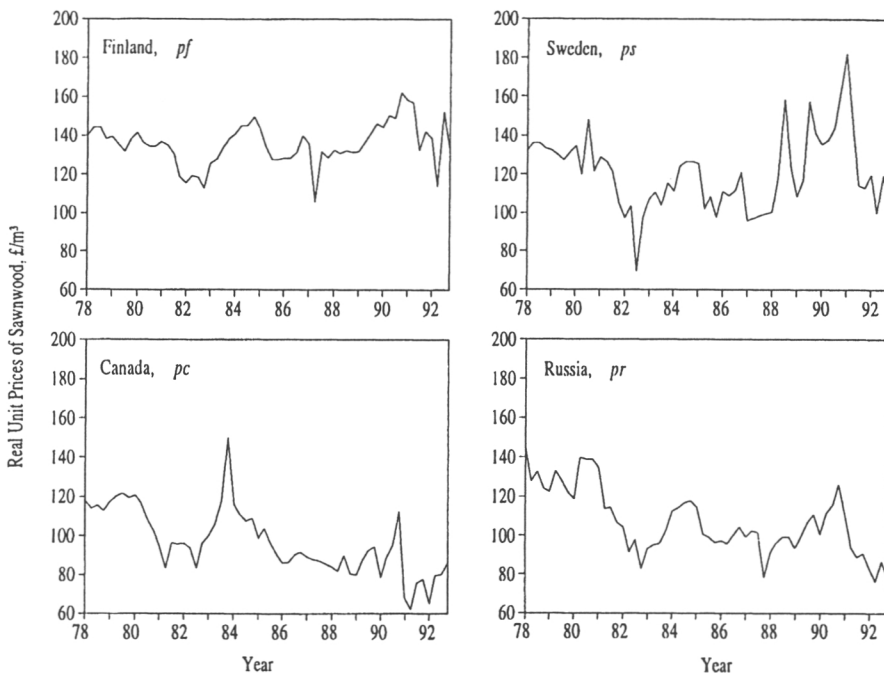 Real Unit Prices of Sawnwood, £/m³
200
180
160
140
120
100
80
60
Finland, pf
78 80 82 84 86 88 90 92
200
180
160
140
120
100
80
60
Sweden, ps
78 80 82 84 86 88 90 92
200
180
160
140
120
100
80
60
Canada, pc
78 80 82 84 86 88 90 92
Year
200
180
160
140
120
100
80
60
Russia, pr
78 80 82 84 86 88 90 92
Year